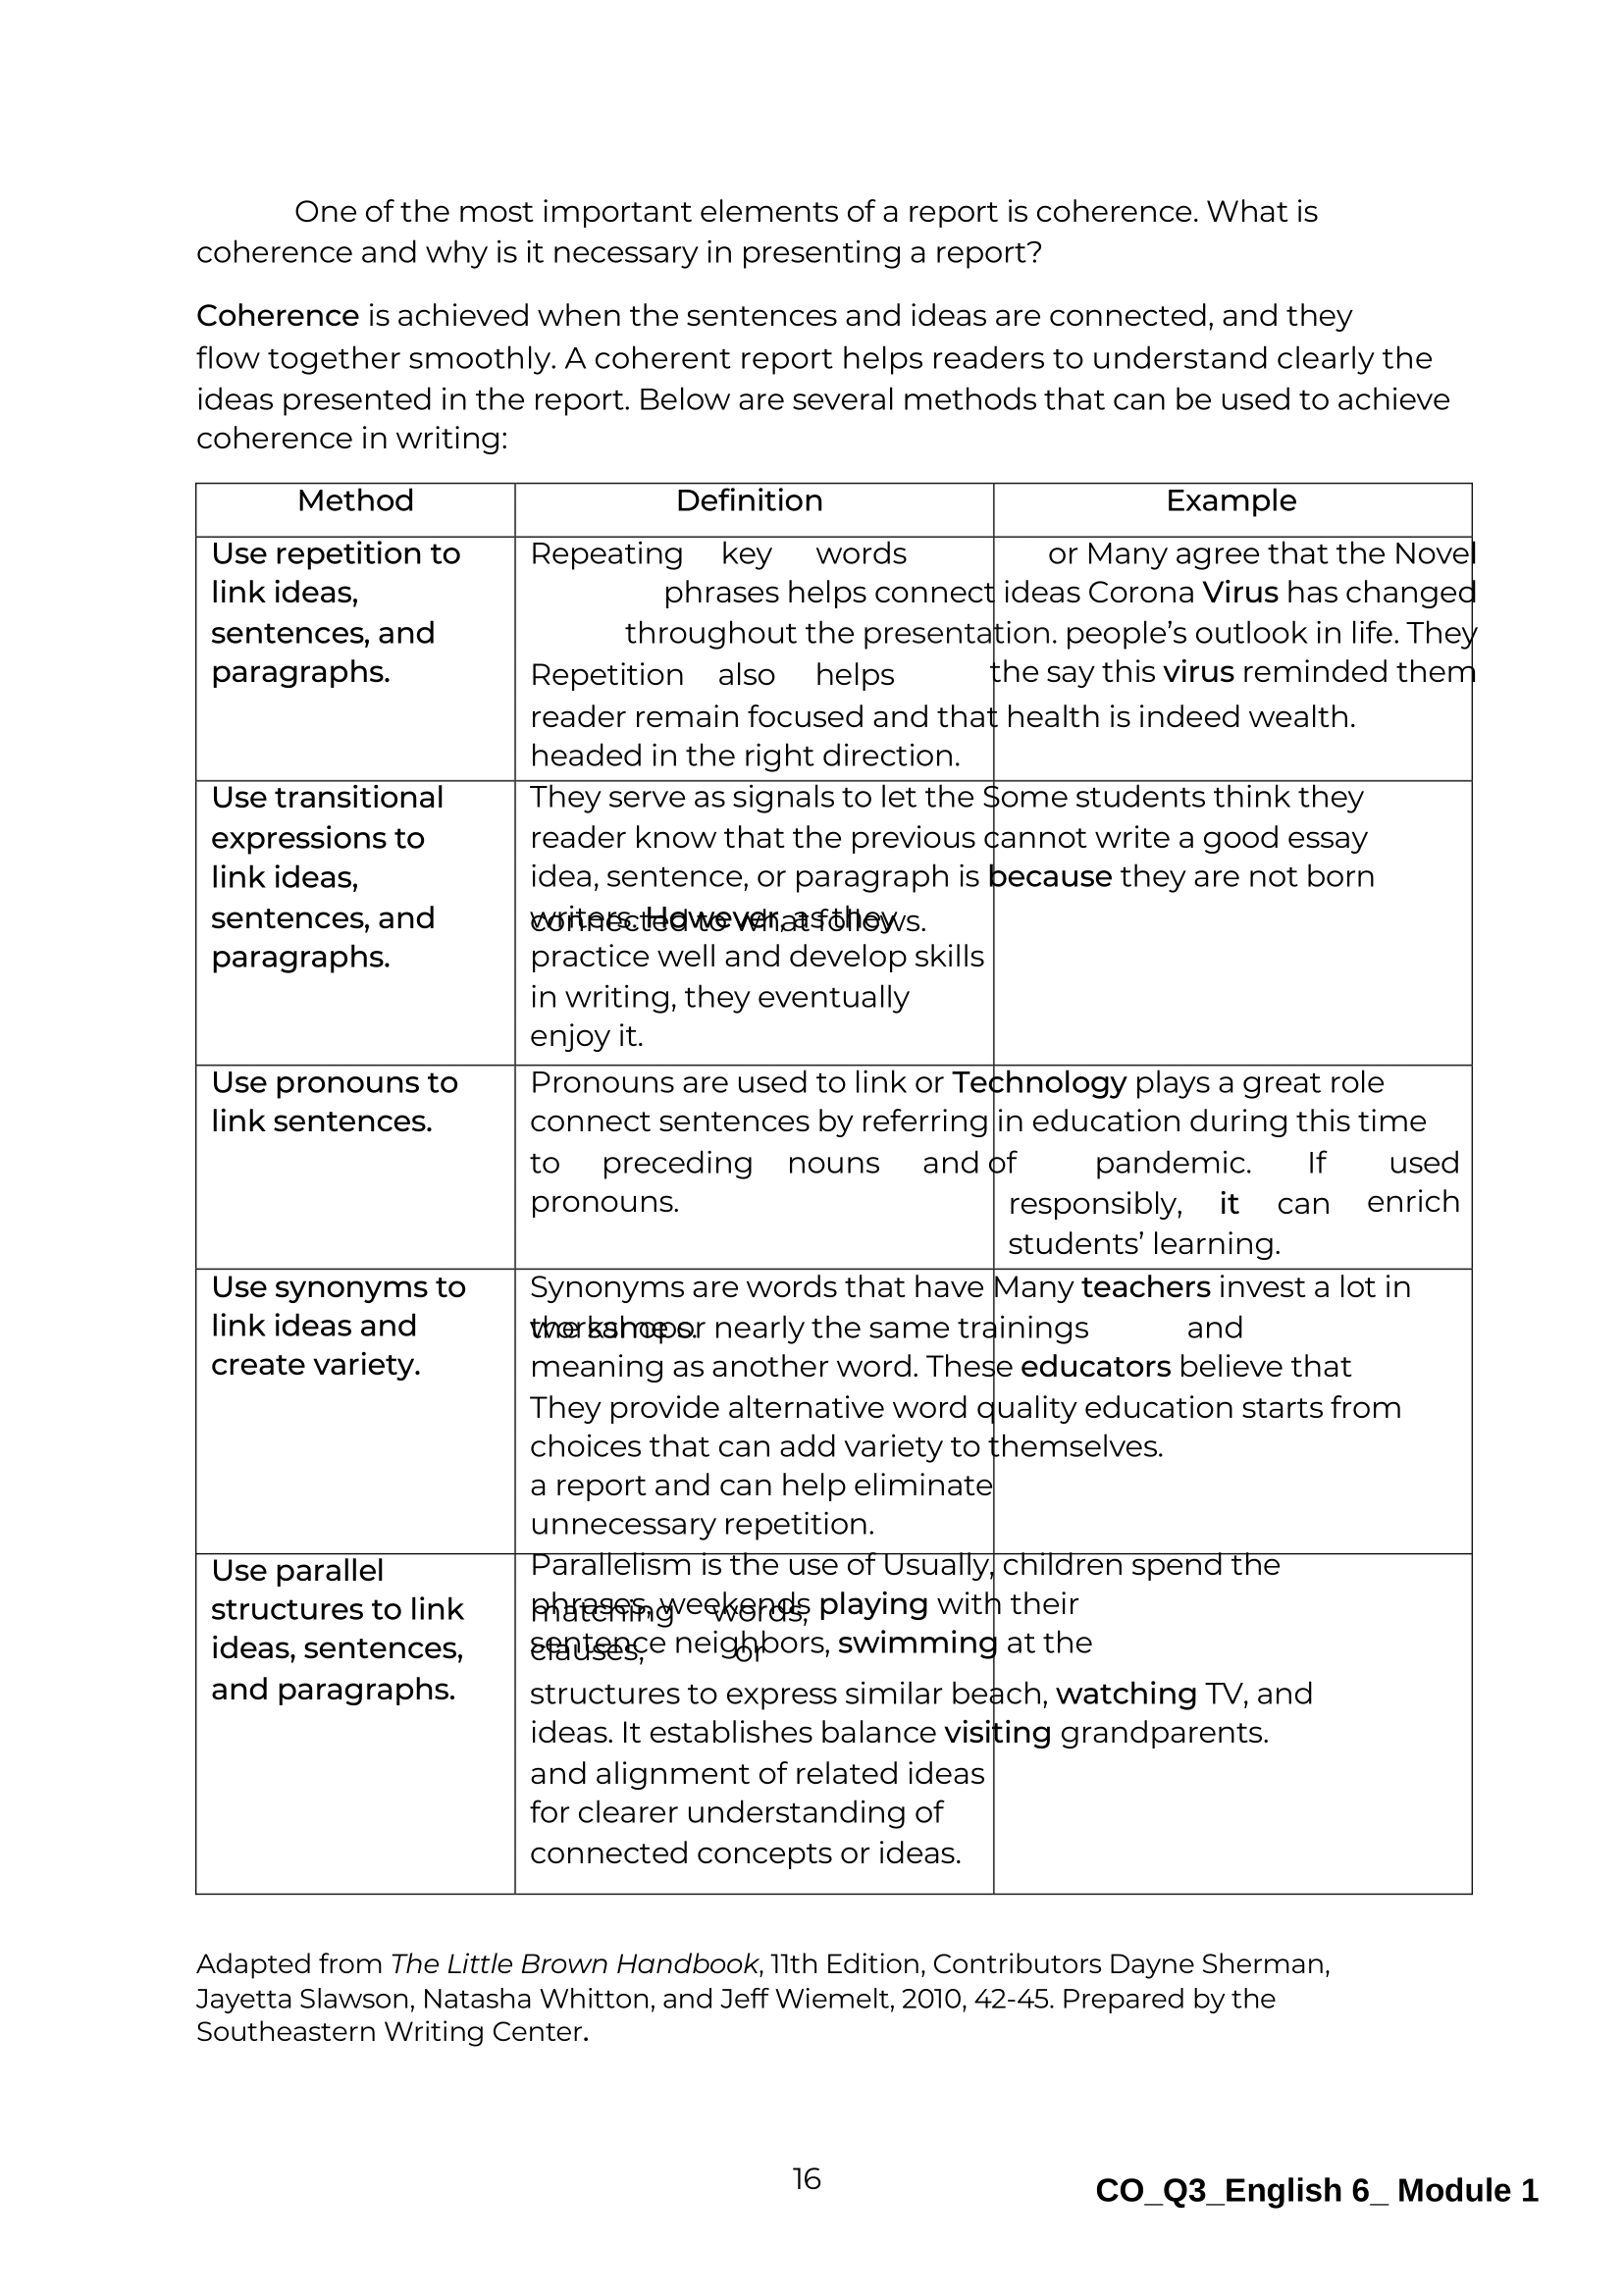 One of the most important elements of a report is coherence. What is
coherence and why is it necessary in presenting a report?
Coherence is achieved when the sentences and ideas are connected, and they
flow together smoothly. A coherent report helps readers to understand clearly the
ideas presented in the report. Below are several methods that can be used to achieve
coherence in writing:
Method Definition Example
Use repetition to
link ideas,
sentences, and
paragraphs.
Repeating key words or Many agree that the Novel
phrases helps connect ideas Corona Virus has changed
throughout the presentation. people’s outlook in life. They
Repetition also helps the say this virus reminded them
reader remain focused and that health is indeed wealth.
headed in the right direction.
Use transitional
expressions to
link ideas,
sentences, and
paragraphs.
They serve as signals to let the Some students think they
reader know that the previous cannot write a good essay
idea, sentence, or paragraph is because they are not born
writers. However, as they
connected to what follows.
practice well and develop skills
in writing, they eventually
enjoy it.
Use pronouns to
link sentences.
Pronouns are used to link or Technology plays a great role
connect sentences by referring in education during this time
to preceding nouns and of pandemic. If used
pronouns. responsibly, it can enrich
students’ learning.
Use synonyms to
link ideas and
create variety.
Synonyms are words that have Many teachers invest a lot in
workshops.
the same or nearly the same trainings and
meaning as another word. These educators believe that
They provide alternative word quality education starts from
choices that can add variety to themselves.
a report and can help eliminate
unnecessary repetition.
Use parallel
structures to link
ideas, sentences,
and paragraphs.
Parallelism is the use of Usually, children spend the
phrases, weekends playing with their
matching words,
sentence neighbors, swimming at the
clauses, or
structures to express similar beach, watching TV, and
ideas. It establishes balance visiting grandparents.
and alignment of related ideas
for clearer understanding of
connected concepts or ideas.
Adapted from The Little Brown Handbook, 11th Edition, Contributors Dayne Sherman,
Jayetta Slawson, Natasha Whitton, and Jeff Wiemelt, 2010, 42-45. Prepared by the
Southeastern Writing Center.
16
CO_Q3_English 6_ Module 1